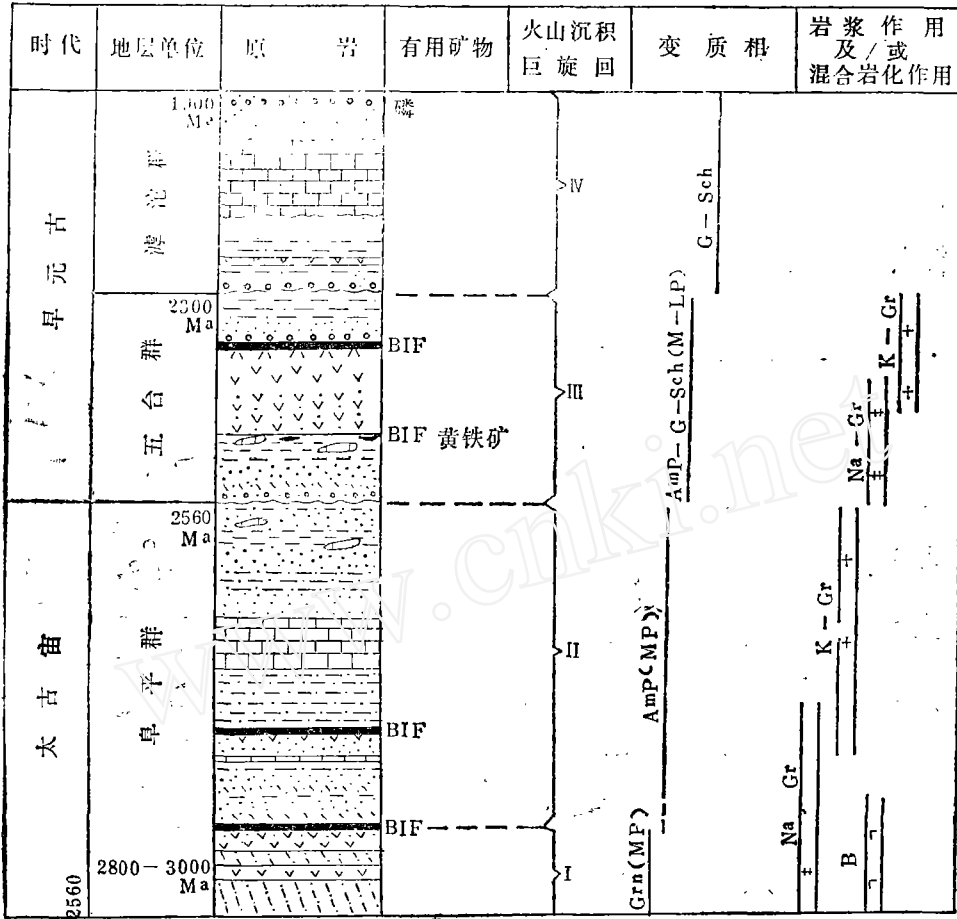 时代
地层单位
原岩
有用矿物
火山沉积
巨旋回
变质相
岩浆作用
及/或
混合岩化作用
早元古
太古宙
2560
Ma
滹沱群
磷
IV
G-Sch
2300
Ma
五台群
BIF
BIF 黄铁矿
III
AmP-G-Sch(M-LP)
Na-Gr
K-Gr
2560
Ma
阜平群
BIF
BIF
II
AmP(MP)
K-Gr
2800-3000
Ma
I
Grn(MP)
Na Gr
B
www.cnki.net